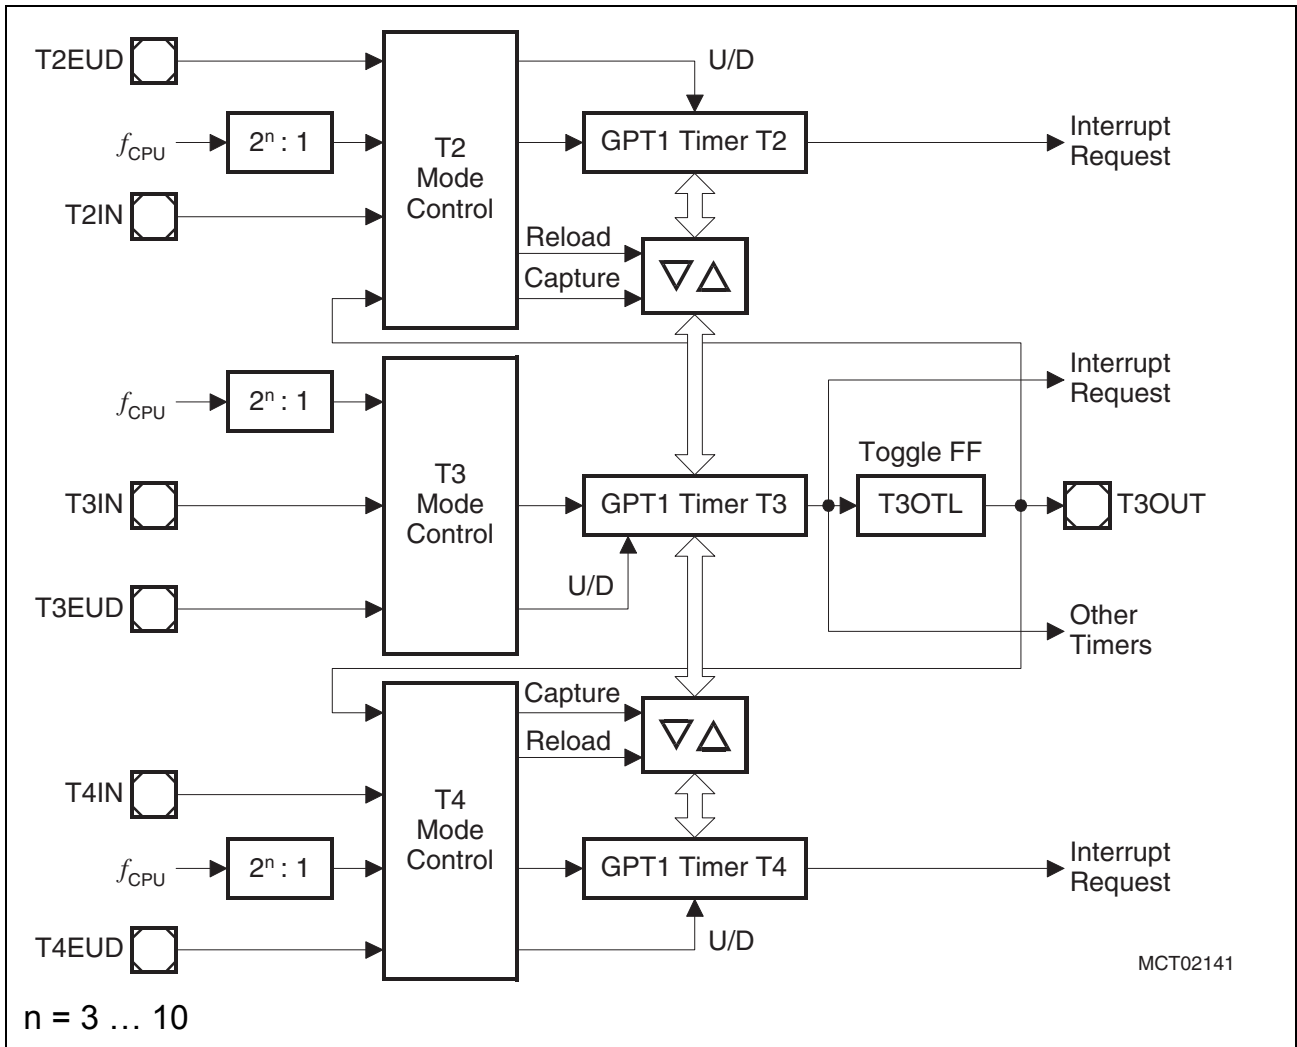 T2EUD
U/D
fCPU
2ⁿ : 1
T2
Mode
Control
GPT1 Timer T2
Interrupt
Request
T2IN
Reload
Capture
fCPU
2ⁿ : 1
Interrupt
Request
T3
Mode
Control
Toggle FF
T3IN
GPT1 Timer T3
T3OTL
T3OUT
T3EUD
U/D
Other
Timers
Capture
Reload
T4IN
T4
Mode
Control
fCPU
2ⁿ : 1
GPT1 Timer T4
Interrupt
Request
T4EUD
U/D
MCT02141
n = 3 … 10